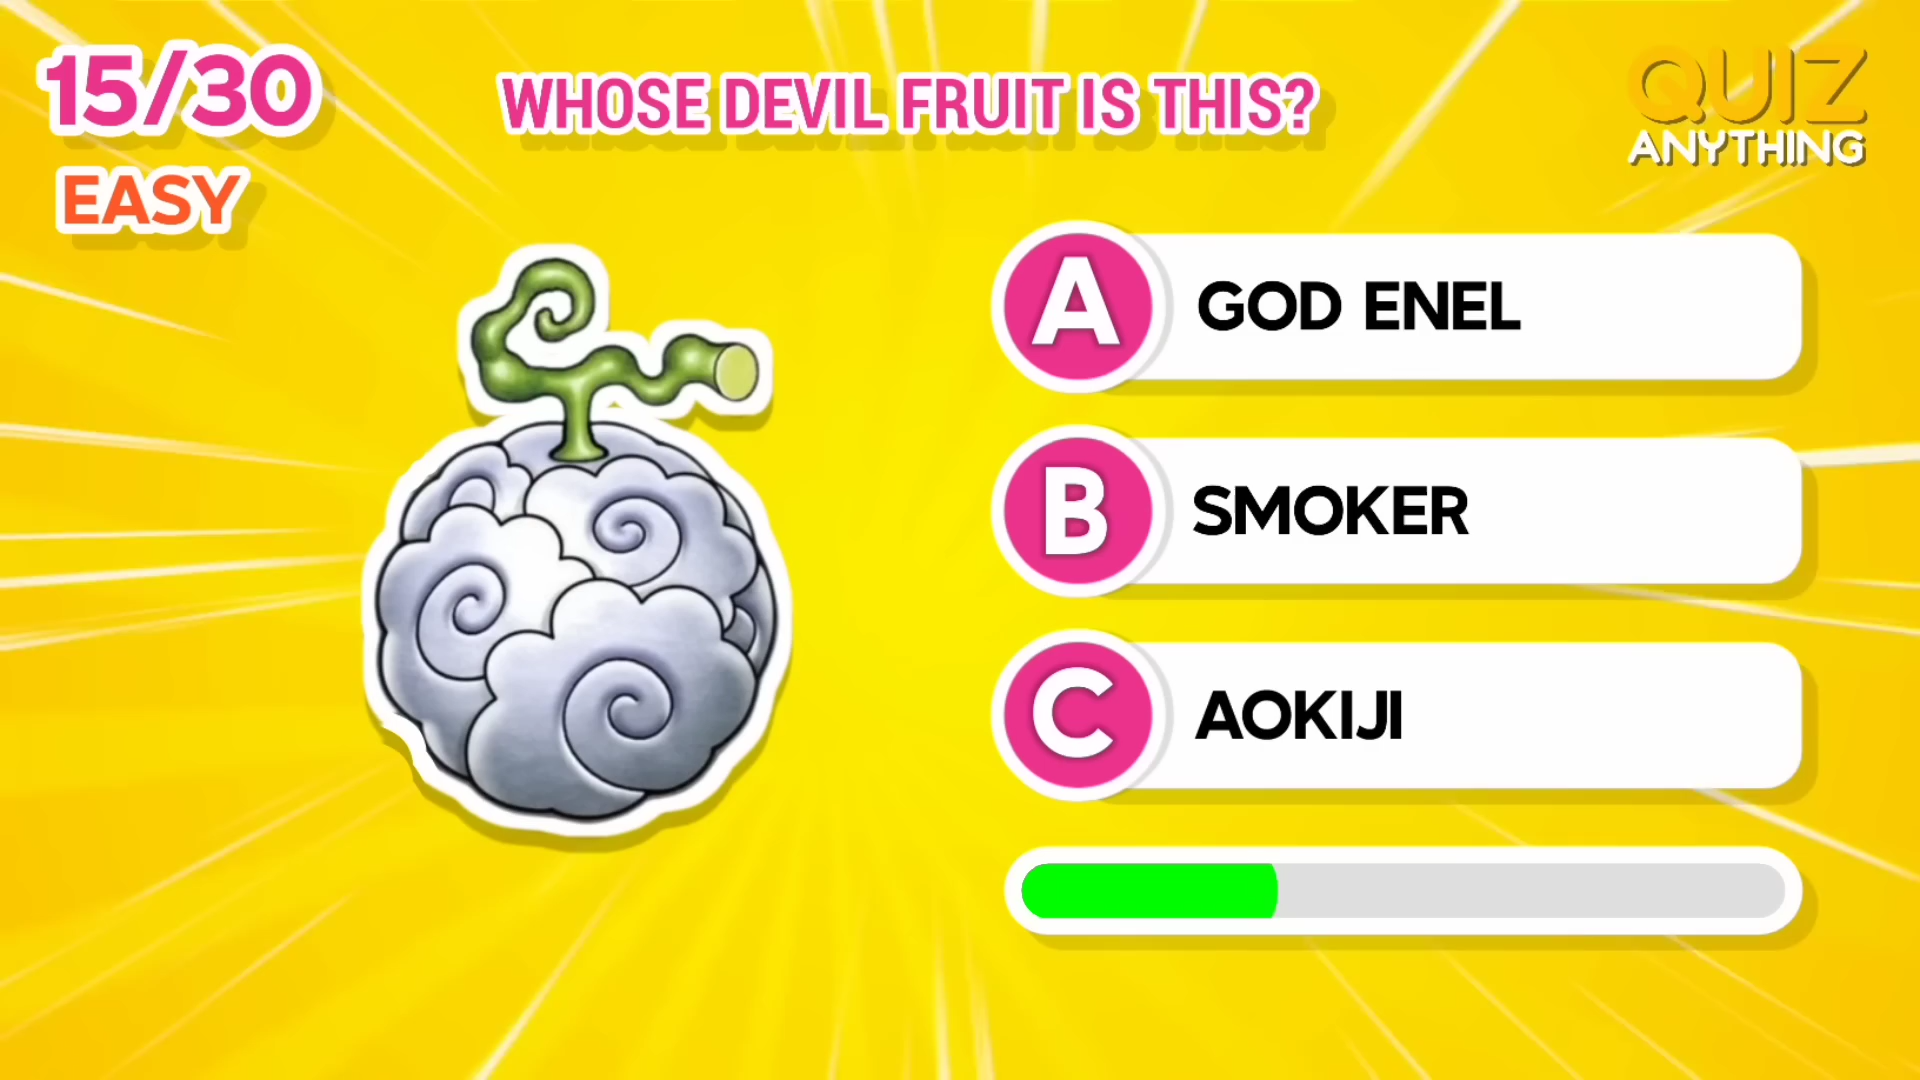 15/30
EASY
WHOSE DEVIL FRUIT IS THIS?
QUIZ
ANYTHING
A GOD ENEL
B SMOKER
C AOKIJI